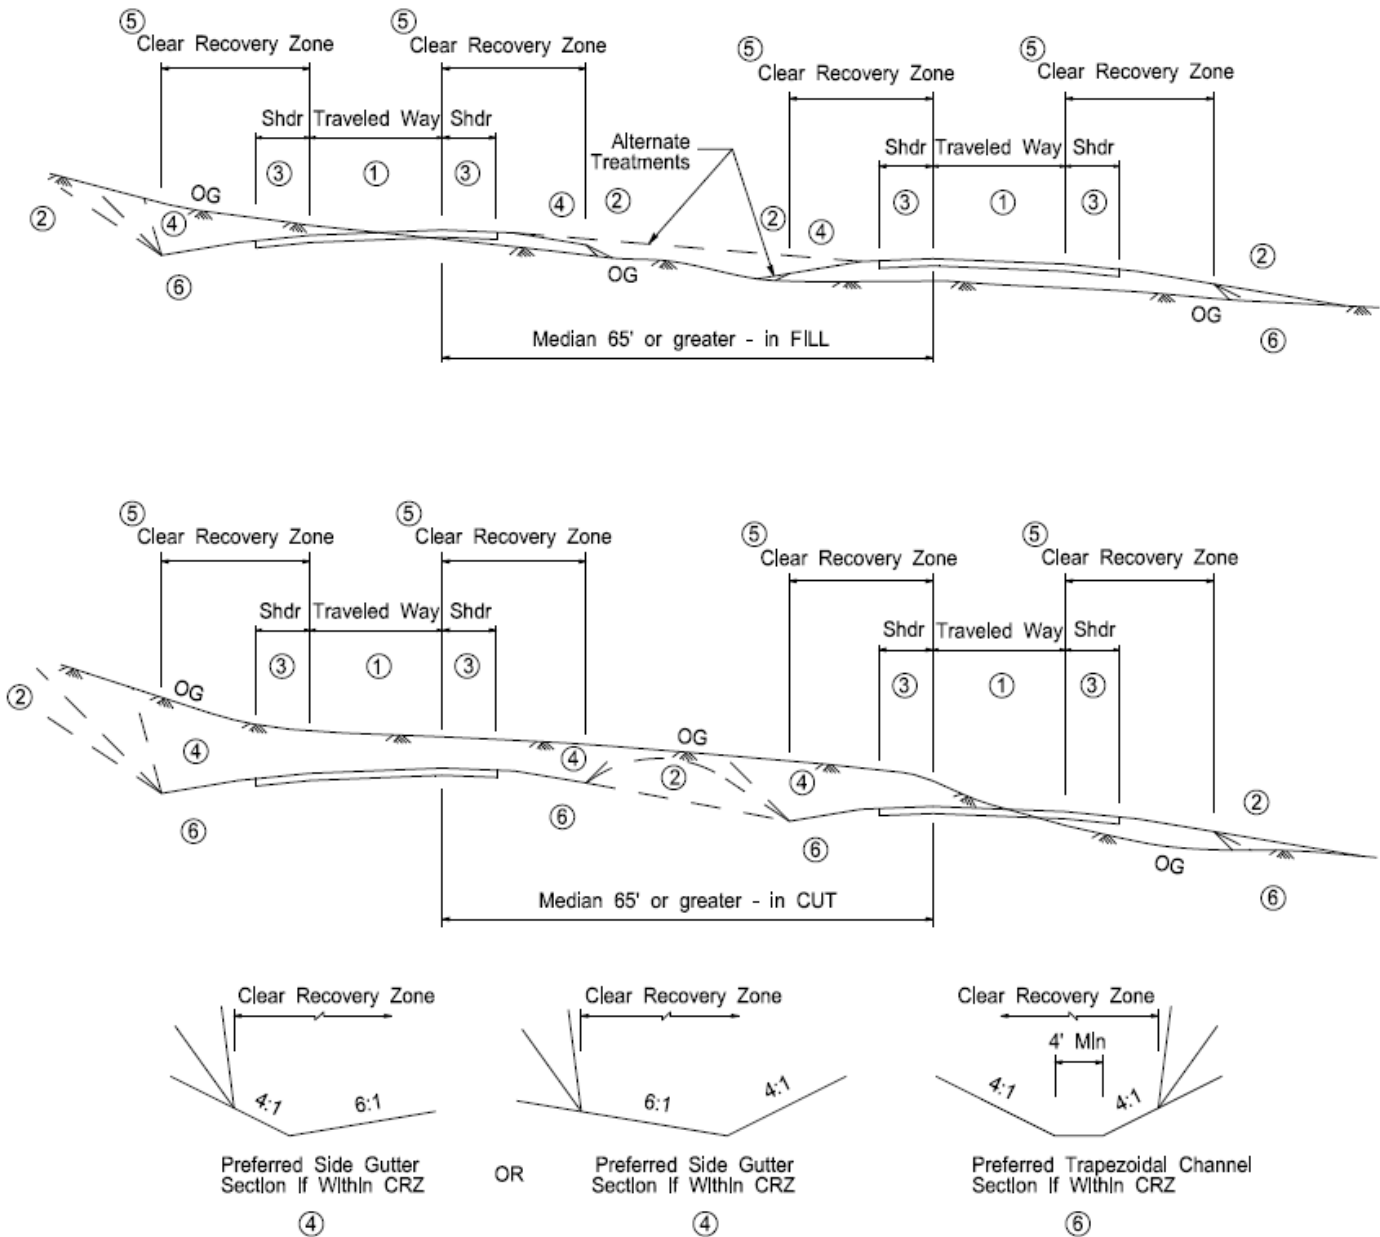 ⑤ ⑤
Clear Recovery Zone Clear Recovery Zone
⑤ ⑤
Clear Recovery Zone Clear Recovery Zone
Shdr Traveled Way Shdr
Alternate
Treatments
Shdr Traveled Way Shdr
③ ① ③
③ ① ③
② ④ OG ④ ② ② ④ ②
⑥ OG OG ⑥
Median 65' or greater - in FILL
⑤ ⑤
Clear Recovery Zone Clear Recovery Zone
⑤ ⑤
Clear Recovery Zone Clear Recovery Zone
Shdr Traveled Way Shdr
Shdr Traveled Way Shdr
③ ① ③
③ ① ③
② OG OG
④ ④ ② ④ ②
⑥ ⑥ ⑥ OG ⑥
Median 65' or greater - in CUT
Clear Recovery Zone Clear Recovery Zone Clear Recovery Zone
4' Min
4:1 6:1 6:1 4:1 4:1 4:1
Preferred Side Gutter
Section If Within CRZ
④
OR
Preferred Side Gutter
Section If Within CRZ
④
Preferred Trapezoidal Channel
Section If Within CRZ
⑥